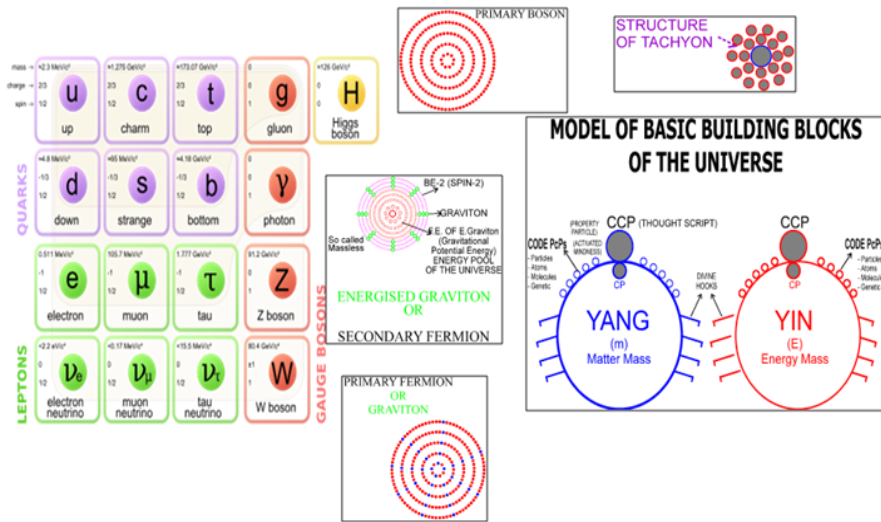 mass → ≈2.3 MeV/c² ≈1.275 GeV/c² ≈173.07 GeV/c² 0 ≈126 GeV/c²
charge → 2/3 2/3 2/3 0 0
spin → 1/2 1/2 1/2 1 0
u c t g H
up charm top gluon Higgs
boson
QUARKS
≈4.8 MeV/c² ≈95 MeV/c² ≈4.18 GeV/c² 0
-1/3 -1/3 -1/3 0
1/2 1/2 1/2
d s b γ
down strange bottom photon
0.511 MeV/c² 105.7 MeV/c² 1.777 GeV/c² 91.2 GeV/c²
-1 -1 -1 0
1/2 1/2 1/2
e μ τ Z
electron muon tau Z boson
LEPTONS
<2.2 eV/c² <0.17 MeV/c² <15.5 MeV/c² 80.4 GeV/c²
0 0 0 ±1
1/2 1/2 1/2 1
νe νμ ντ W
electron muon tau W boson
neutrino neutrino neutrino
GAUGE BOSONS
PRIMARY BOSON
STRUCTURE
OF TACHYON
BE-2 (SPIN-2)
GRAVITON
So called
Massless
E.E. OF E.Graviton
(Gravitational
Potential Energy)
ENERGY POOL
OF THE UNIVERSE
ENERGISED GRAVITON
OR
SECONDARY FERMION
PRIMARY FERMION
OR
GRAVITON
MODEL OF BASIC BUILDING BLOCKS
OF THE UNIVERSE
CCP (THOUGHT SCRIPT) CCP
(PROPERTY
PARTICLE)
(ACTIVATED
MADNESS)
CODE PcPs
- Particles
- Atoms
- Molecules
- Genetic
CP
DIVINE
HOOKS
CP
CODE PcPs
- Particles
- Atoms
- Molecules
- Genetic
YANG
(m)
Matter Mass
YIN
(E)
Energy Mass